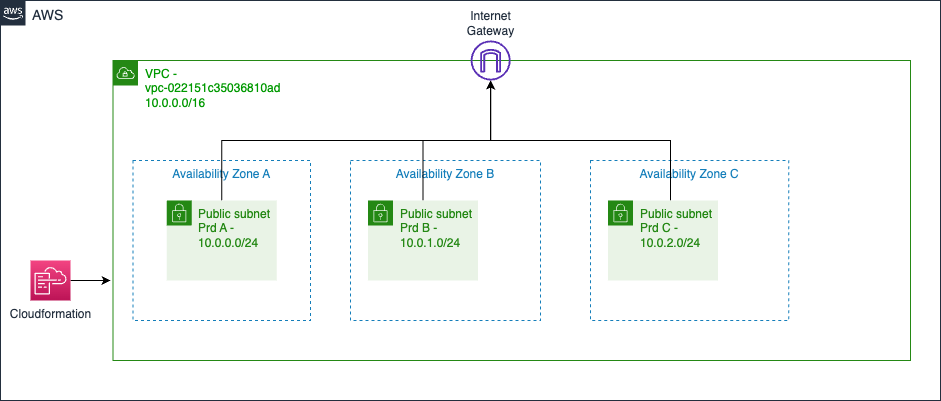 aws
AWS
Internet
Gateway
VPC -
vpc-022151c35036810ad
10.0.0.0/16
Availability Zone A
Availability Zone B
Availability Zone C
Public subnet
Prd A -
10.0.0.0/24
Public subnet
Prd B -
10.0.1.0/24
Public subnet
Prd C -
10.0.2.0/24
Cloudformation